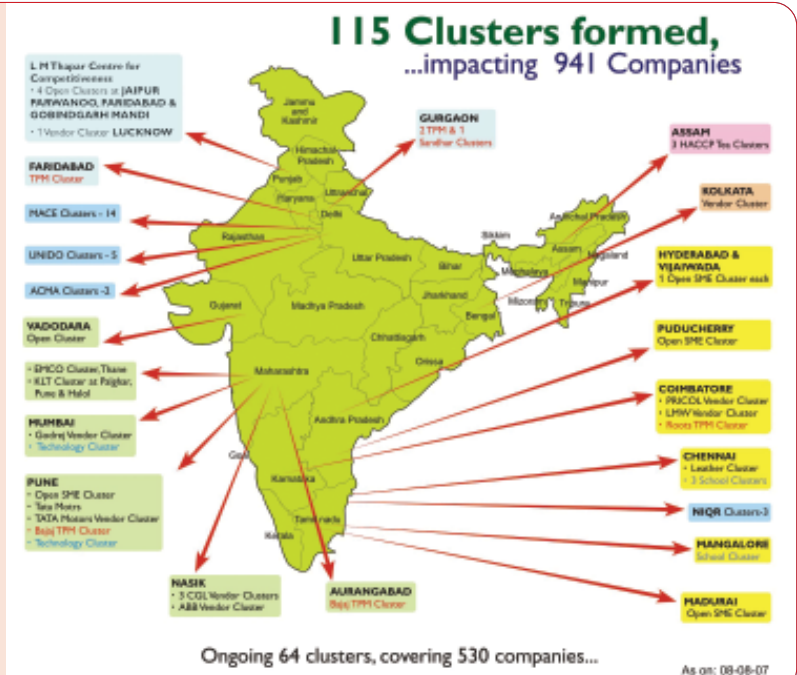 115 Clusters formed,
...impacting 941 Companies
L M Thapar Centre for
Competitiveness
• 4 Open Clusters at JAIPUR
PARWANOO, FARIDABAD &
GOBINDGARH MANDI
• 1 Vendor Cluster LUCKNOW
FARIDABAD
TPM Cluster
MACE Clusters - 14
UNIDO Clusters - 5
ACMA Clusters -3
VADODARA
Open Cluster
• EMCO Cluster, Thane
• KLT Cluster at
Pune & Halol
MUMBAI
• Godrej Vendor Cluster
• Technology Cluster
PUNE
- Open SME Cluster
- Tata Motrs
- TATA Motors Vendor Cluster
- Bajaj TPM Cluster
- Technology Cluster
NASIK
• 3 CGL Vendor Clusters
• ABB Vendor Cluster
AURANGABAD
Bajaj TPM Cluster
GURGAON
2 TPM & 1
Sandhar Clusters
ASSAM
3 HACCP Tea Clusters
KOLKATA
Vendor Cluster
HYDERABAD &
VIJAIWADA
1 Open SME Cluster each
PUDUCHERRY
Open SME Cluster
COIMBATORE
• PRICOL Vendor Cluster
• LMW Vendor Cluster
• Roots TPM Cluster
CHENNAI
• Leather Cluster
• 3 School Clusters
NIQR Clusters-3
MANGALORE
School Cluster
MADURAI
Open SME Cluster
Jammu
and
Kashmir
Himachal
Pradesh
Punjab
Haryana
Uttranchal
Delhi
Rajasthan
Uttar Pradesh
Bihar
Sikkim
Arunchal Pradesh
Assam
Nagaland
Meghalaya
Manipur
Mizoram
Tripura
Jharkhand
Bengal
Gujarat
Madhya Pradesh
Chhattisgarh
Orissa
Maharashtra
Andhra Pradesh
Goa
Karnataka
Tamilnadu
Kerala
Ongoing 64 clusters, covering 530 companies...
As on: 08-08-07